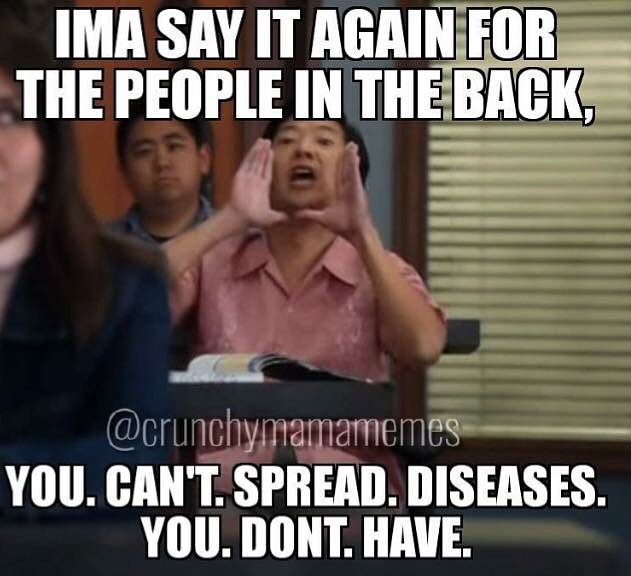 IMA SAY IT AGAIN FOR
THE PEOPLE IN THE BACK,
@crunchymamamemes
YOU. CAN'T. SPREAD. DISEASES.
YOU. DONT. HAVE.